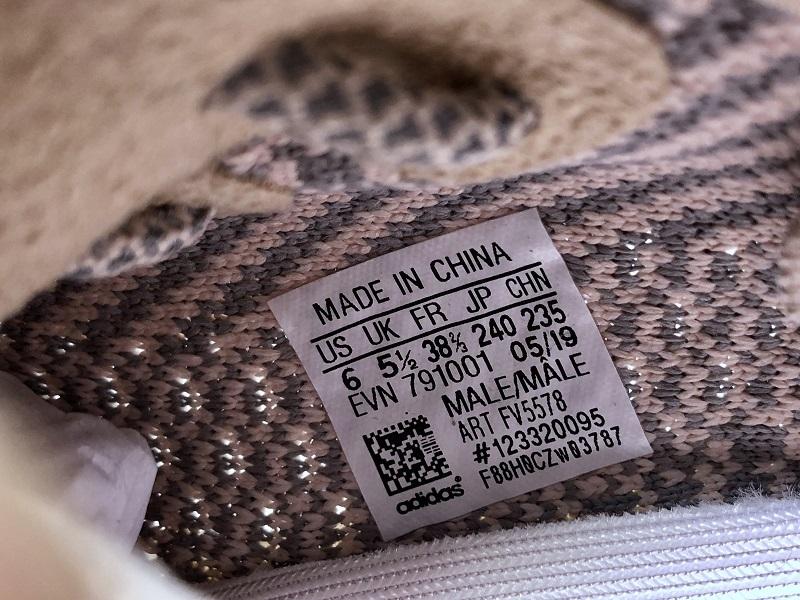 MADE IN CHINA
US UK FR JP CHN
6 5½ 38⅔ 240 235
EVN 791001 05/19
MALE/MÂLE
ART FV5578
#123320095
F88H0CZW03787
adidas®